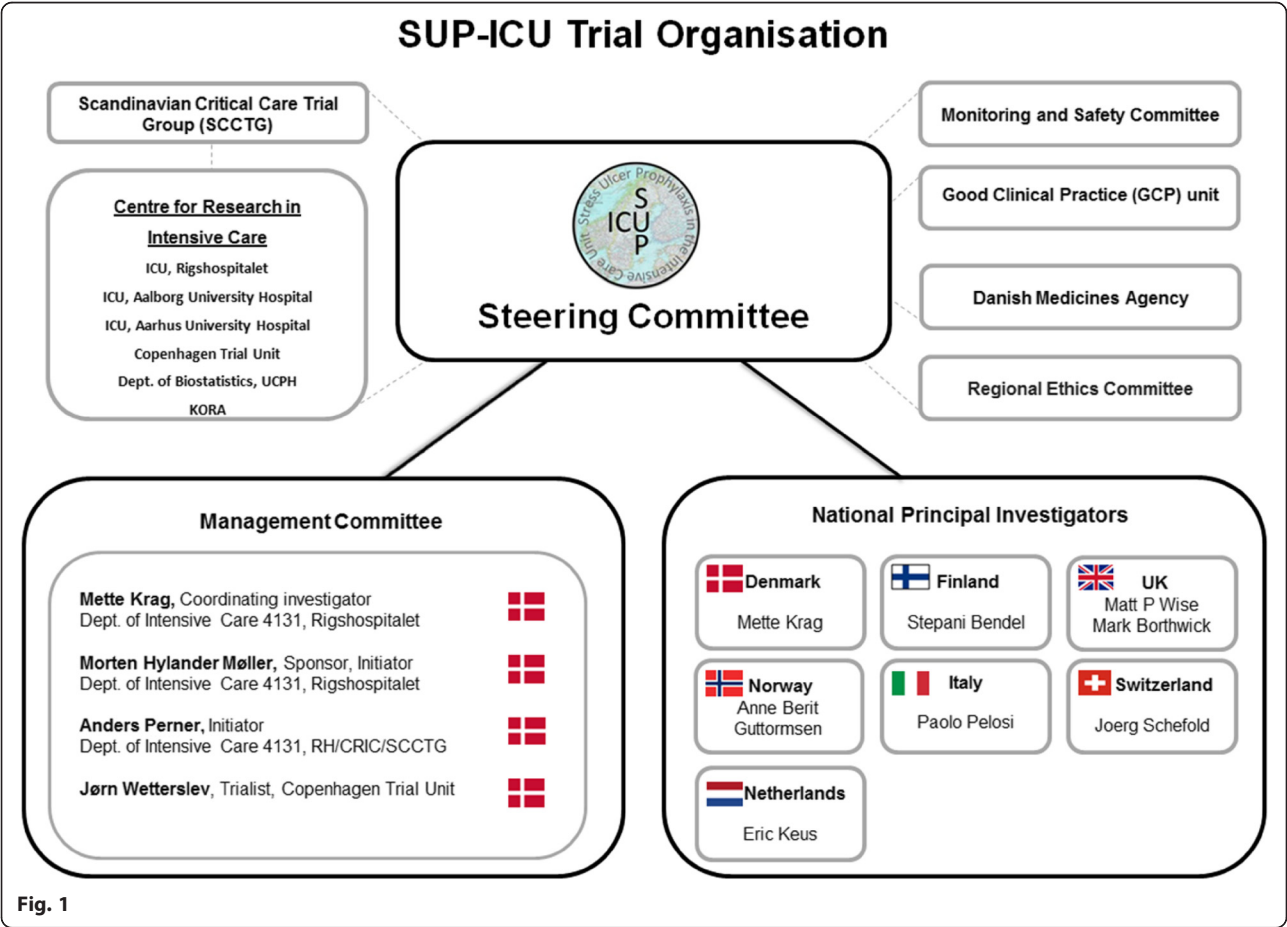 SUP-ICU Trial Organisation
Scandinavian Critical Care Trial
Group (SCCTG)
Centre for Research in
Intensive Care
ICU, Rigshospitalet
ICU, Aalborg University Hospital
ICU, Aarhus University Hospital
Copenhagen Trial Unit
Dept. of Biostatistics, UCPH
KORA
Stress Ulcer Prophylaxis in the Intensive Care Unit
S
ICU
P
Steering Committee
Monitoring and Safety Committee
Good Clinical Practice (GCP) unit
Danish Medicines Agency
Regional Ethics Committee
Management Committee
Mette Krag, Coordinating investigator
Dept. of Intensive Care 4131, Rigshospitalet
Morten Hylander Møller, Sponsor, Initiator
Dept. of Intensive Care 4131, Rigshospitalet
Anders Perner, Initiator
Dept. of Intensive Care 4131, RH/CRIC/SCCTG
Jørn Wetterslev, Trialist, Copenhagen Trial Unit
National Principal Investigators
Denmark
Mette Krag
Finland
Stepani Bendel
UK
Matt P Wise
Mark Borthwick
Norway
Anne Berit
Guttormsen
Italy
Paolo Pelosi
Switzerland
Joerg Schefold
Netherlands
Eric Keus
Fig. 1